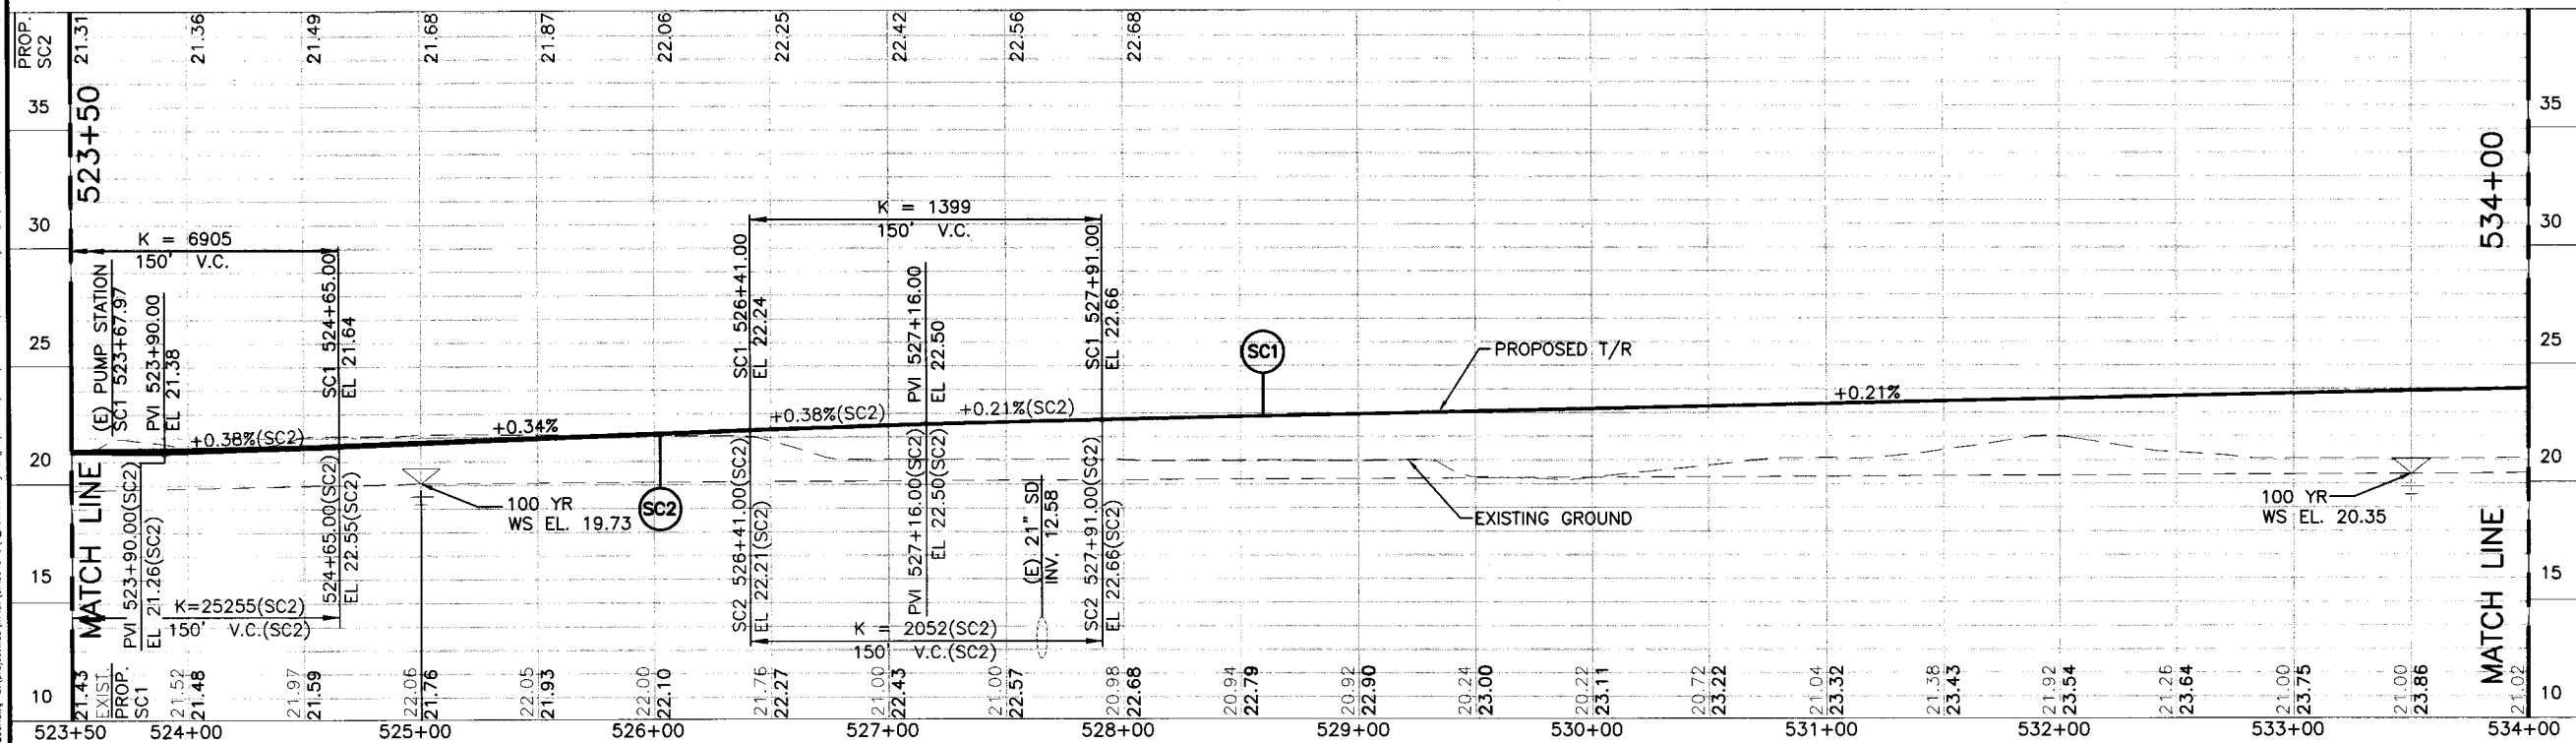 PROP.
SC2
21.31
21.36
21.49
21.68
21.87
22.06
22.25
22.42
22.56
22.68
35
30
25
20
15
10
35
30
25
20
15
10
523+50
MATCH LINE
534+00
MATCH LINE
K = 6905
150' V.C.
(E) PUMP STATION
SC1 523+67.97
PVI 523+90.00
EL 21.38
SC1 524+65.00
EL 21.64
+0.38%(SC2)
+0.34%
PVI 523+90.00(SC2)
EL 21.26(SC2)
524+65.00(SC2)
EL 22.55(SC2)
K=25255(SC2)
150' V.C.(SC2)
100 YR
WS EL. 19.73
SC2
K = 1399
150' V.C.
SC1 526+41.00
EL 22.24
PVI 527+16.00
EL 22.50
SC1 527+91.00
EL 22.66
+0.38%(SC2)
+0.21%(SC2)
SC2 526+41.00(SC2)
EL 22.21(SC2)
PVI 527+16.00(SC2)
EL 22.50(SC2)
(E) 21" SD
INV. 12.58
SC2 527+91.00(SC2)
EL 22.66(SC2)
K = 2052(SC2)
150' V.C.(SC2)
SC1
PROPOSED T/R
+0.21%
EXISTING GROUND
100 YR
WS EL. 20.35
21.43
EXIST.
PROP.
SC1
21.52
21.48
21.97
21.59
22.06
21.76
22.05
21.93
22.00
22.10
21.76
22.27
21.00
22.43
21.00
22.57
20.98
22.68
20.94
22.79
20.92
22.90
20.24
23.00
20.22
23.11
20.72
23.22
21.04
23.32
21.38
23.43
21.92
23.54
21.26
23.64
21.00
23.75
21.00
23.86
21.02
523+50
524+00
525+00
526+00
527+00
528+00
529+00
530+00
531+00
532+00
533+00
534+00